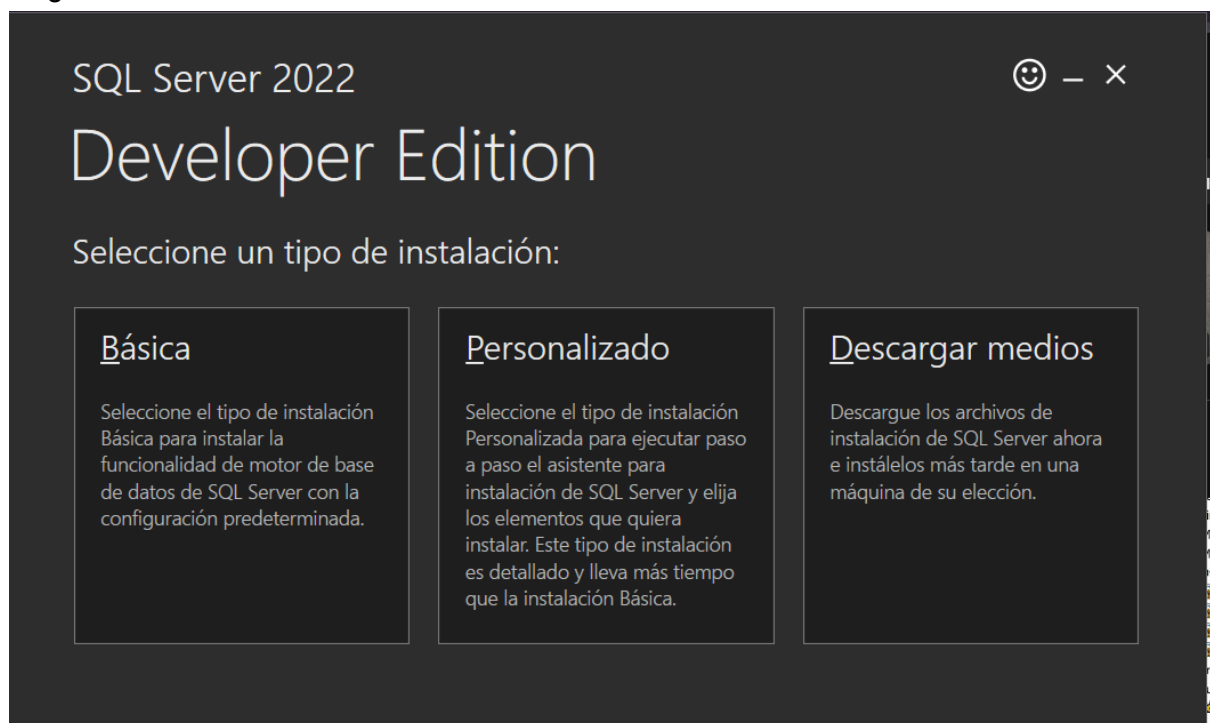 SQL Server 2022
Developer Edition
Seleccione un tipo de instalación:
Básica
Seleccione el tipo de instalación
Básica para instalar la
funcionalidad de motor de base
de datos de SQL Server con la
configuración predeterminada.
Personalizado
Seleccione el tipo de instalación
Personalizada para ejecutar paso
a paso el asistente para
instalación de SQL Server y elija
los elementos que quiera
instalar. Este tipo de instalación
es detallado y lleva más tiempo
que la instalación Básica.
Descargar medios
Descargue los archivos de
instalación de SQL Server ahora
e instálelos más tarde en una
máquina de su elección.